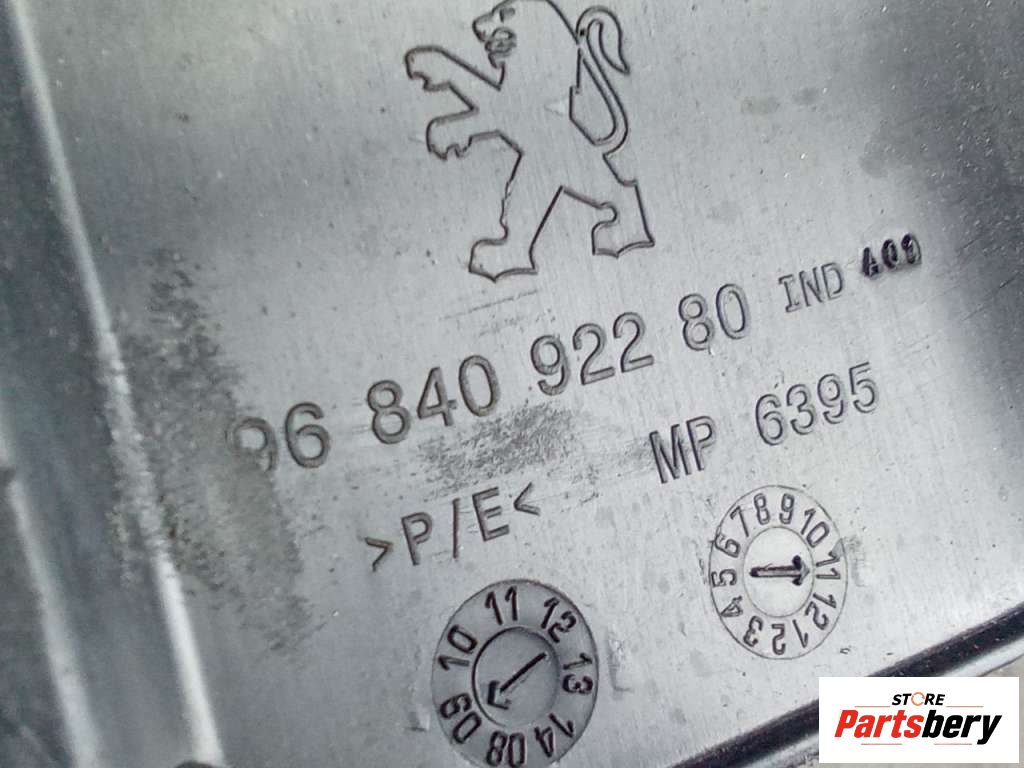 96 840 922 80 IND A00
>P/E< MP 6395
1 2 3 4 5 6 7 8 9 10 11 12
08 09 10 11 12 13 14
STORE
Partsbery